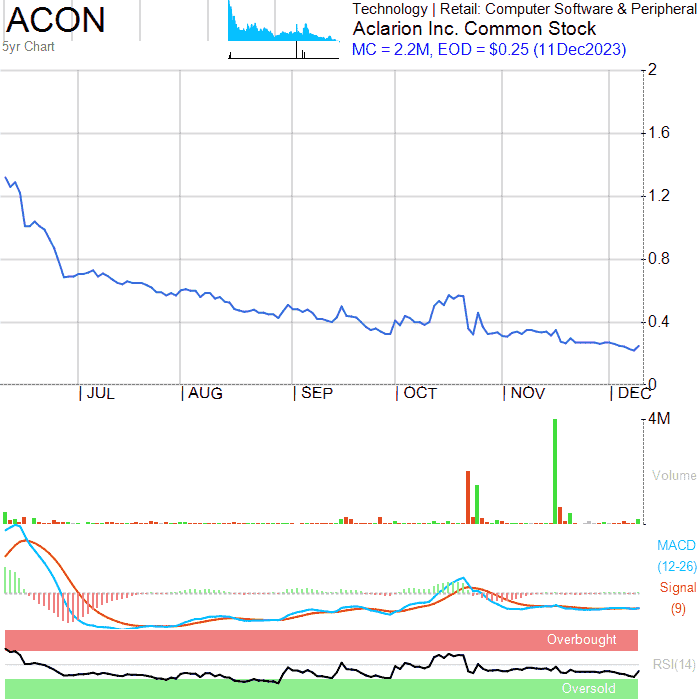 ACON
5yr Chart
Technology | Retail: Computer Software & Peripheral
Aclarion Inc. Common Stock
MC = 2.2M, EOD = $0.25 (11Dec2023)
2
1.6
1.2
0.8
0.4
0
| JUL | AUG | SEP | OCT | NOV | DEC
4M
Volume
MACD
(12-26)
Signal
(9)
Overbought
RSI(14)
Oversold